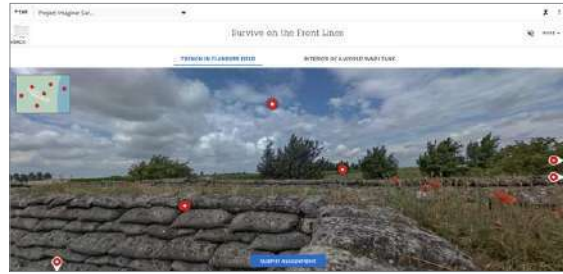 Project Imagine: Sur...
Survive on the Front Lines
TRENCH IN FLANDERS FIELD
INTERIOR OF A WORLD WAR I TANK
SUBMIT ASSIGNMENT